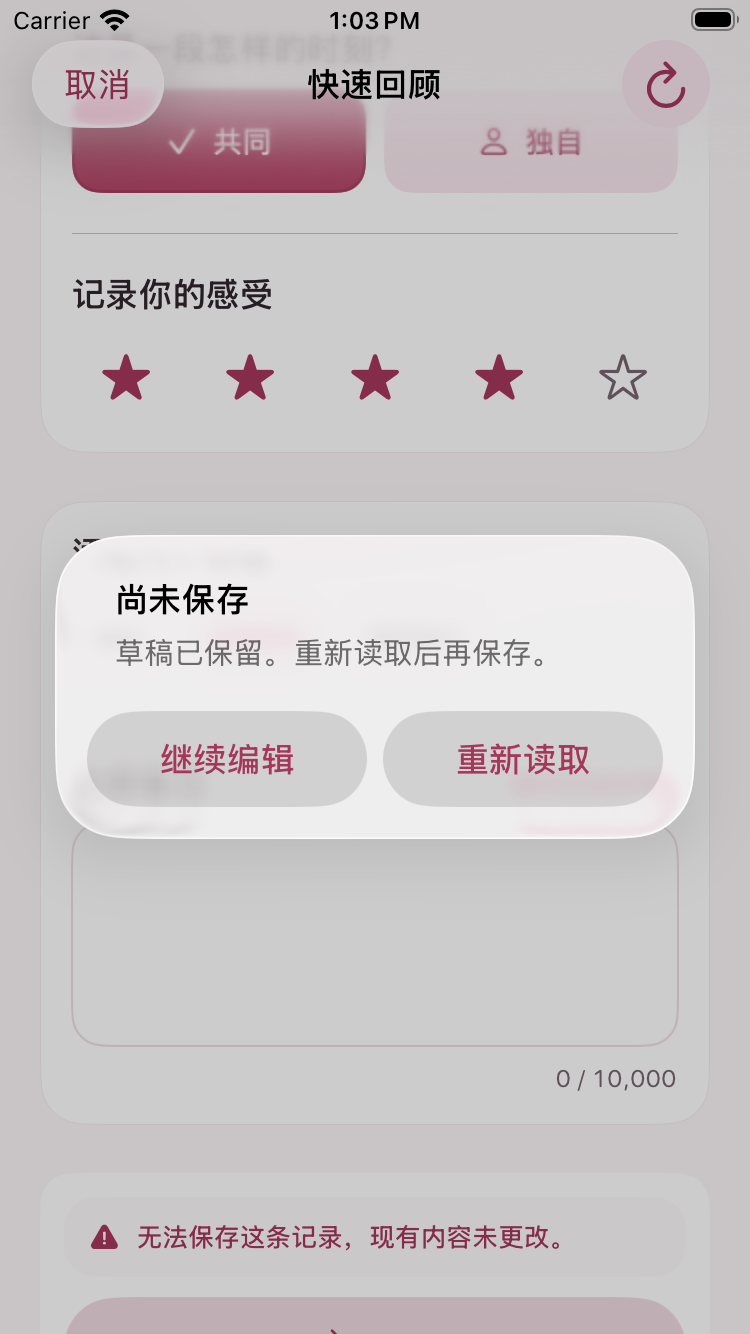 Carrier
1:03 PM
取消
快速回顾
共同
独自
记录你的感受
尚未保存
草稿已保留。重新读取后再保存。
继续编辑
重新读取
0 / 10,000
无法保存这条记录，现有内容未更改。